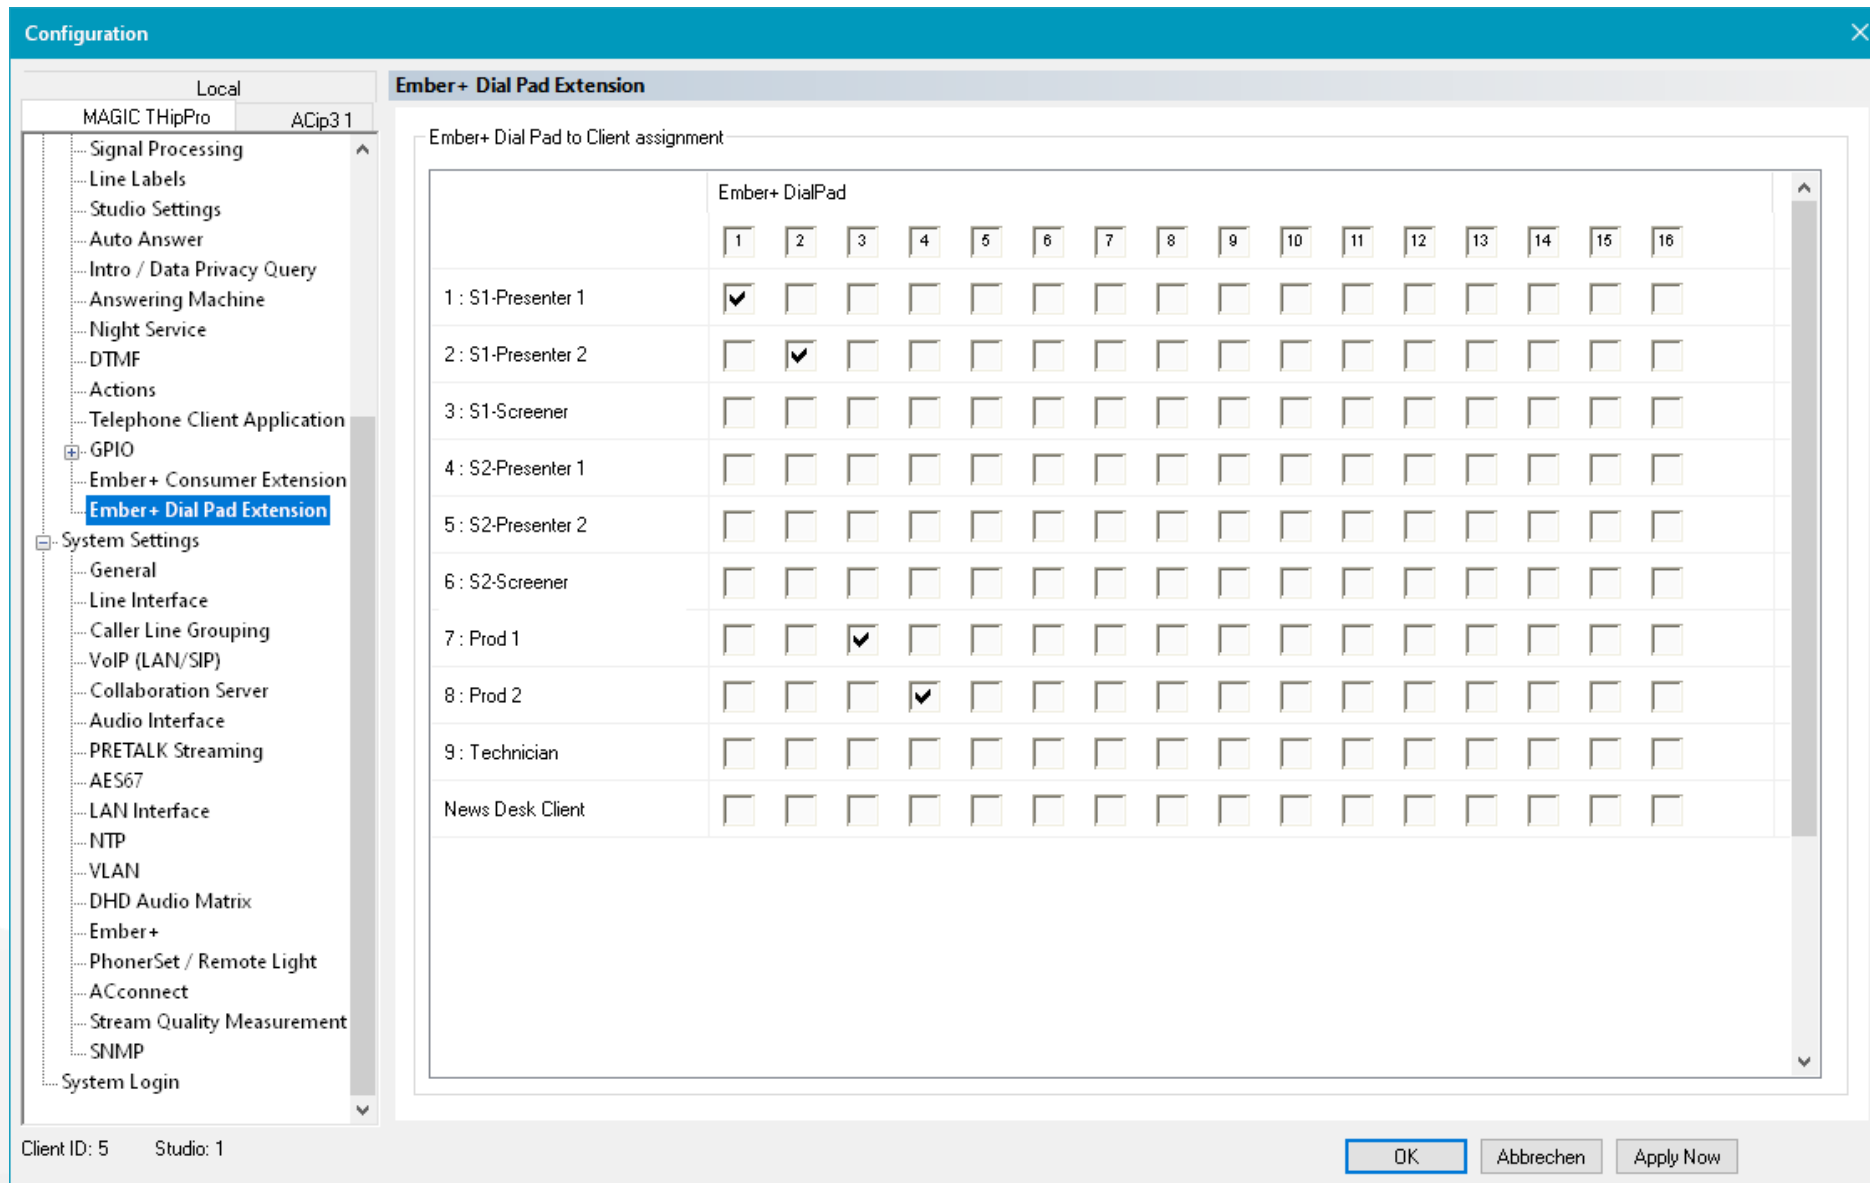 Configuration
Local
MAGIC THipPro
ACip3 1
Signal Processing
Line Labels
Studio Settings
Auto Answer
Intro / Data Privacy Query
Answering Machine
Night Service
DTMF
Actions
Telephone Client Application
GPIO
Ember+ Consumer Extension
Ember+ Dial Pad Extension
System Settings
General
Line Interface
Caller Line Grouping
VoIP (LAN/SIP)
Collaboration Server
Audio Interface
PRETALK Streaming
AES67
LAN Interface
NTP
VLAN
DHD Audio Matrix
Ember+
PhonerSet / Remote Light
ACconnect
Stream Quality Measurement
SNMP
System Login
Ember+ Dial Pad Extension
Ember+ Dial Pad to Client assignment
Ember+ DialPad
1 2 3 4 5 6 7 8 9 10 11 12 13 14 15 16
1 : S1-Presenter 1
2 : S1-Presenter 2
3 : S1-Screener
4 : S2-Presenter 1
5 : S2-Presenter 2
6 : S2-Screener
7 : Prod 1
8 : Prod 2
9 : Technician
News Desk Client
Client ID: 5 Studio: 1
OK Abbrechen Apply Now